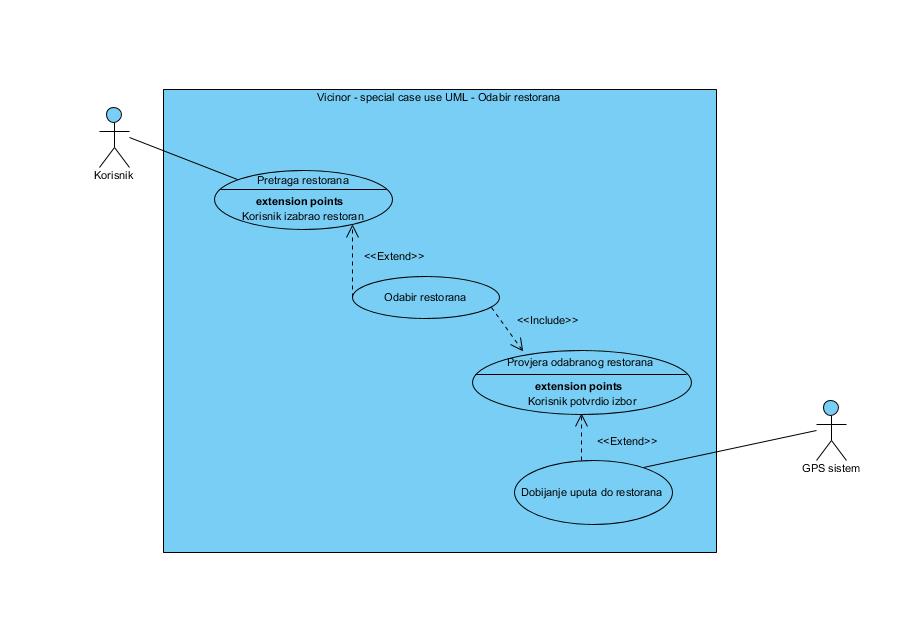 Vicinor - special case use UML - Odabir restorana
Korisnik
Pretraga restorana
extension points
Korisnik izabrao restoran
<<Extend>>
Odabir restorana
<<Include>>
Provjera odabranog restorana
extension points
Korisnik potvrdio izbor
<<Extend>>
GPS sistem
Dobijanje uputa do restorana